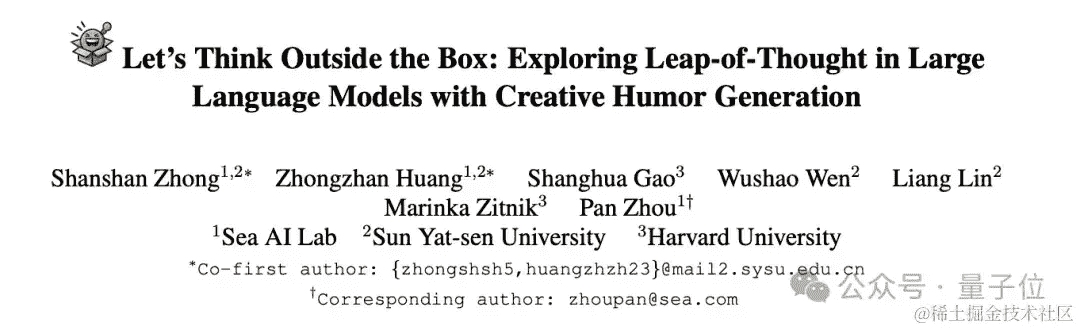 Let's Think Outside the Box: Exploring Leap-of-Thought in Large
Language Models with Creative Humor Generation
Shanshan Zhong1,2* Zhongzhan Huang1,2* Shanghua Gao3 Wushao Wen2 Liang Lin2
Marinka Zitnik3 Pan Zhou1†
1Sea AI Lab 2Sun Yat-sen University 3Harvard University
*Co-first author: {zhongshsh5,huangzhzh23}@mail2.sysu.edu.cn
†Corresponding author: zhoupan@sea.com
公众号·量子位
@稀土掘金技术社区